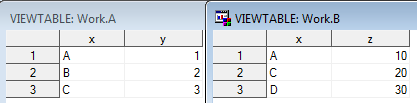 VIEWTABLE: Work.A
x y
1 A 1
2 B 2
3 C 3
VIEWTABLE: Work.B
x z
1 A 10
2 C 20
3 D 30